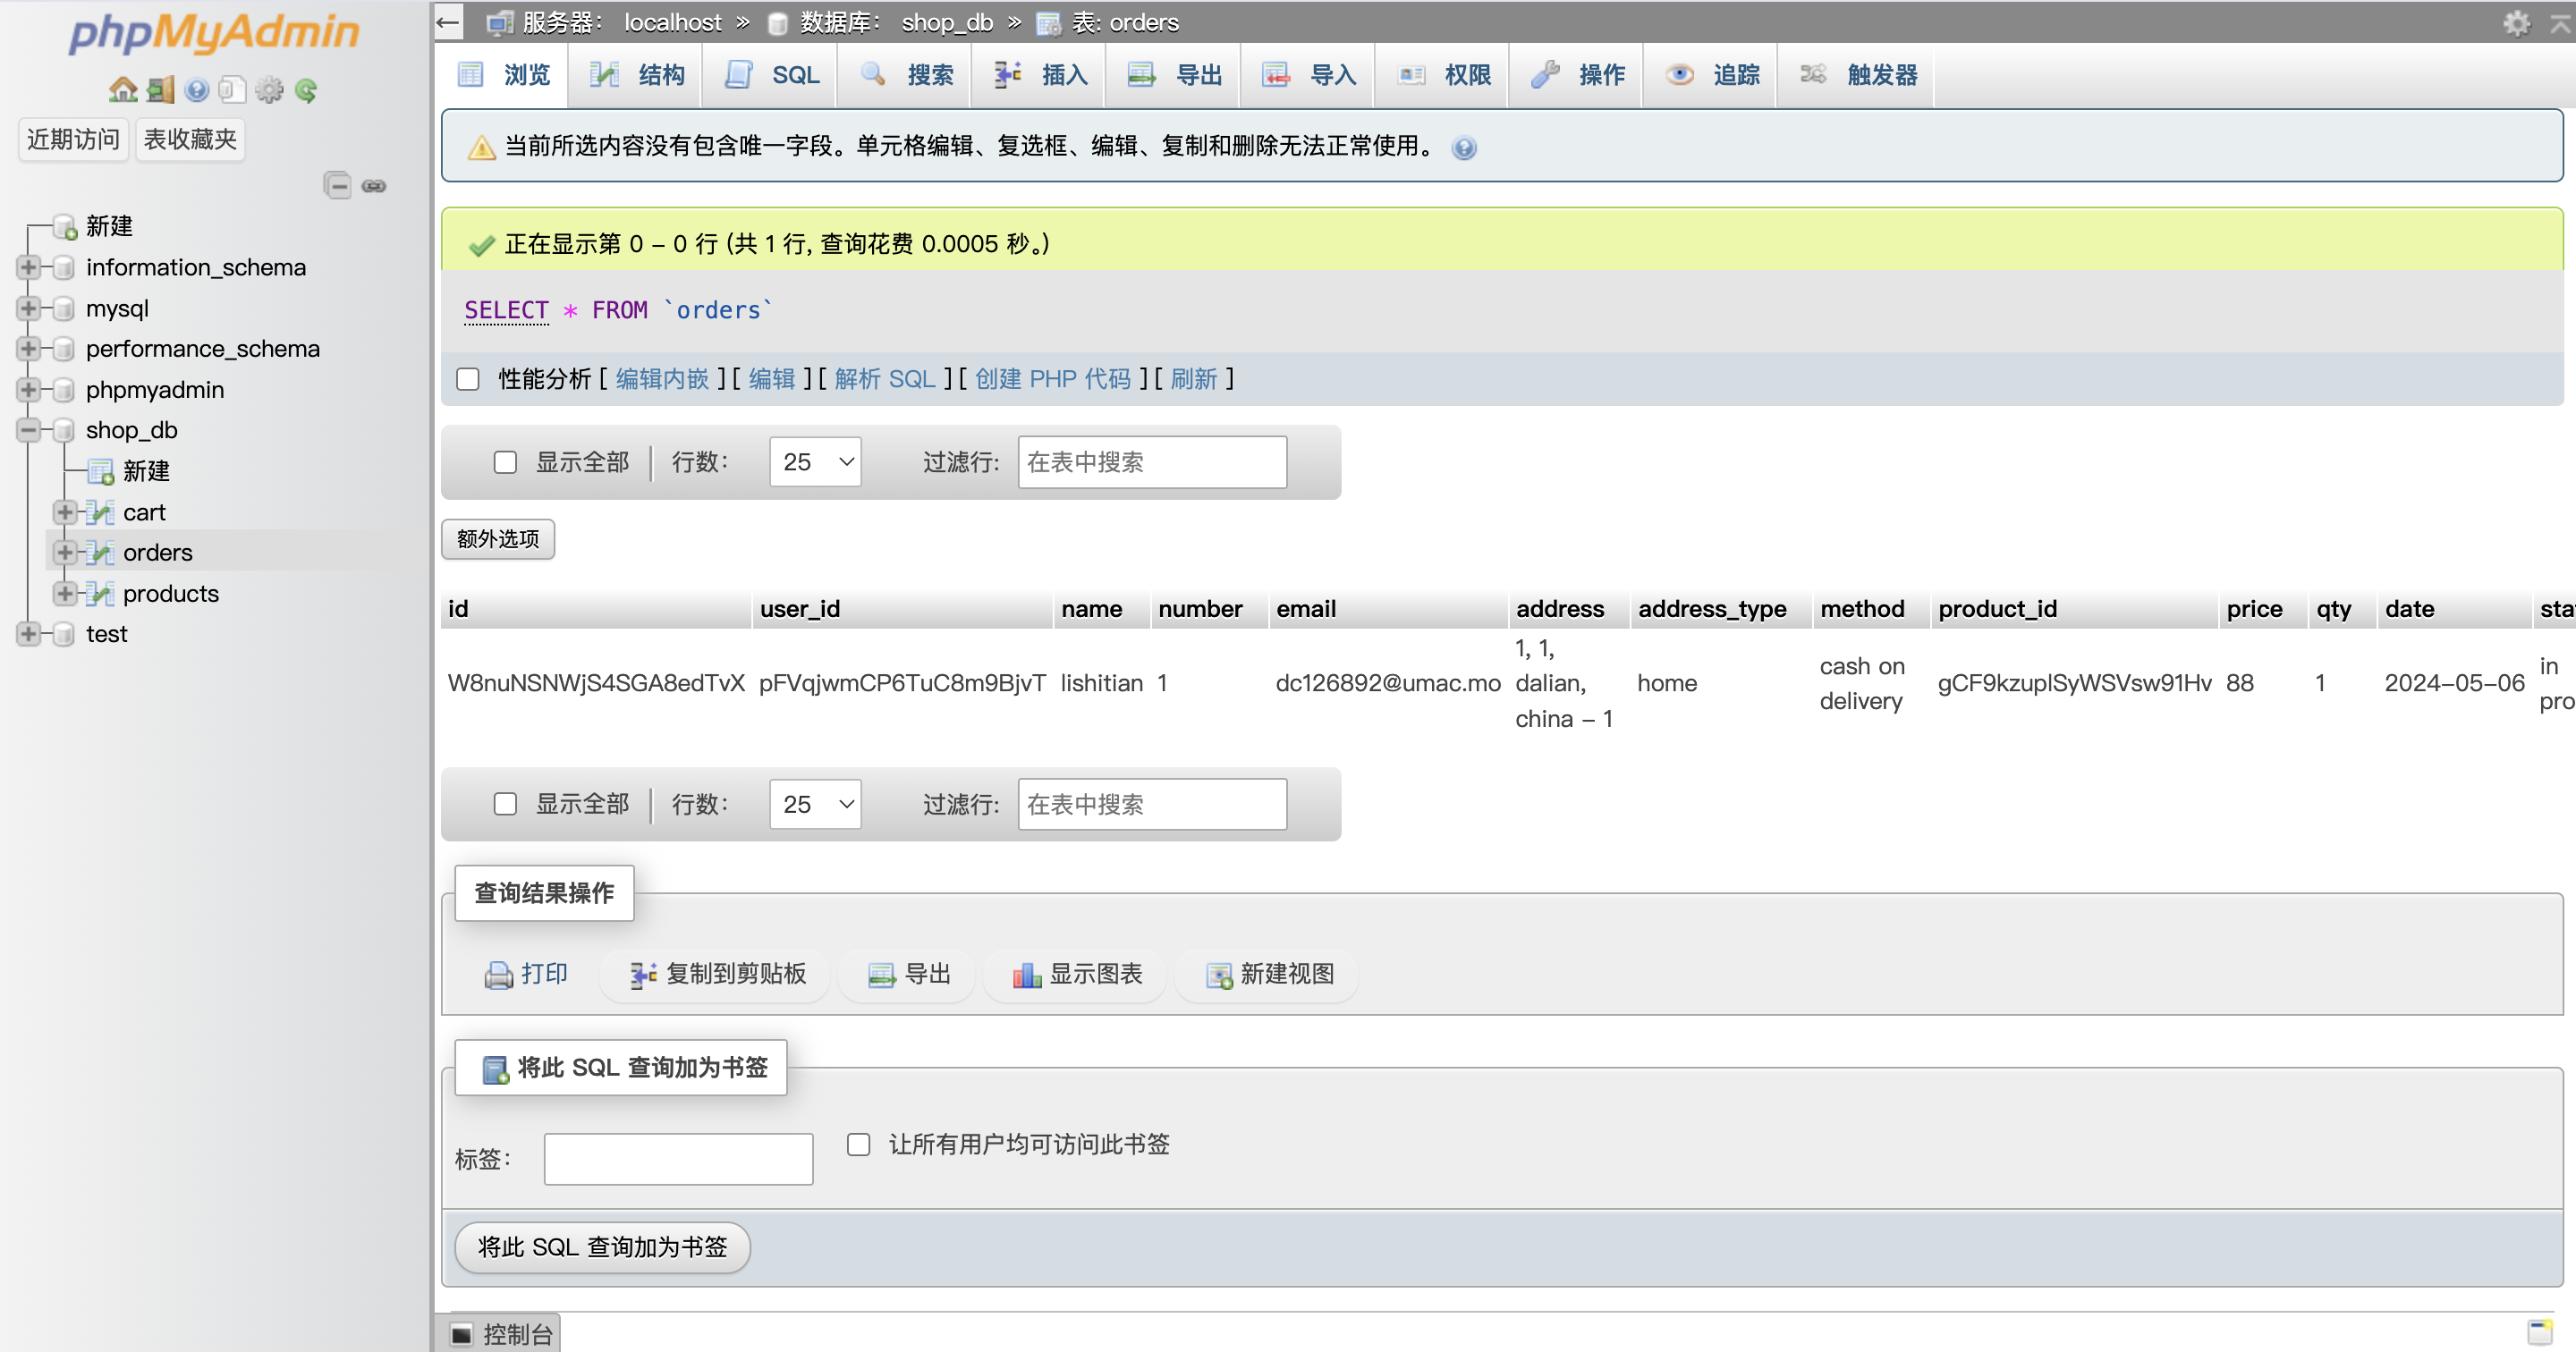 phpMyAdmin
近期访问 表收藏夹
新建
information_schema
mysql
performance_schema
phpmyadmin
shop_db
新建
cart
orders
products
test
服务器： localhost » 数据库： shop_db » 表: orders
浏览 结构 SQL 搜索 插入 导出 导入 权限 操作 追踪 触发器
当前所选内容没有包含唯一字段。单元格编辑、复选框、编辑、复制和删除无法正常使用。
正在显示第 0 - 0 行 (共 1 行, 查询花费 0.0005 秒。)
SELECT * FROM `orders`
性能分析 [ 编辑内嵌 ] [ 编辑 ] [ 解析 SQL ] [ 创建 PHP 代码 ] [ 刷新 ]
显示全部 行数： 25 过滤行: 在表中搜索
额外选项
id user_id name number email address address_type method product_id price qty date sta
W8nuNSNWjS4SGA8edTvX pFVqjwmCP6TuC8m9BjvT lishitian 1 dc126892@umac.mo 1, 1, dalian, china - 1 home cash on delivery gCF9kzuplSyWSVsw91Hv 88 1 2024-05-06 in pro
显示全部 行数： 25 过滤行: 在表中搜索
查询结果操作
打印 复制到剪贴板 导出 显示图表 新建视图
将此 SQL 查询加为书签
标签： 让所有用户均可访问此书签
将此 SQL 查询加为书签
控制台